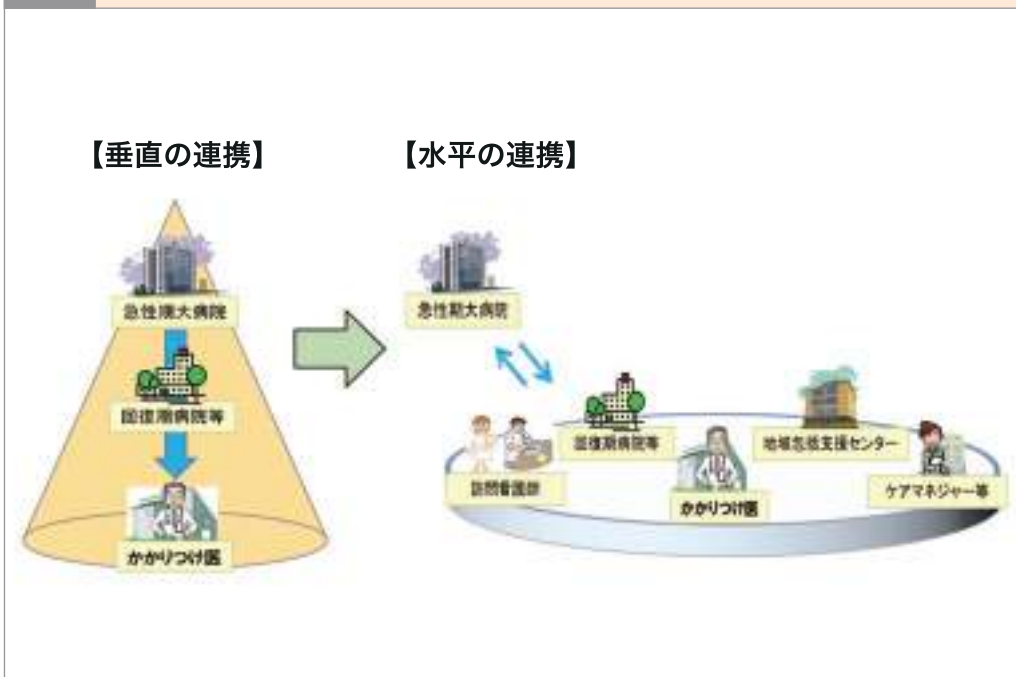 【垂直の連携】
【水平の連携】
急性期大病院
回復期病院等
かかりつけ医
急性期大病院
回復期病院等
地域包括支援センター
訪問看護師
かかりつけ医
ケアマネジャー等